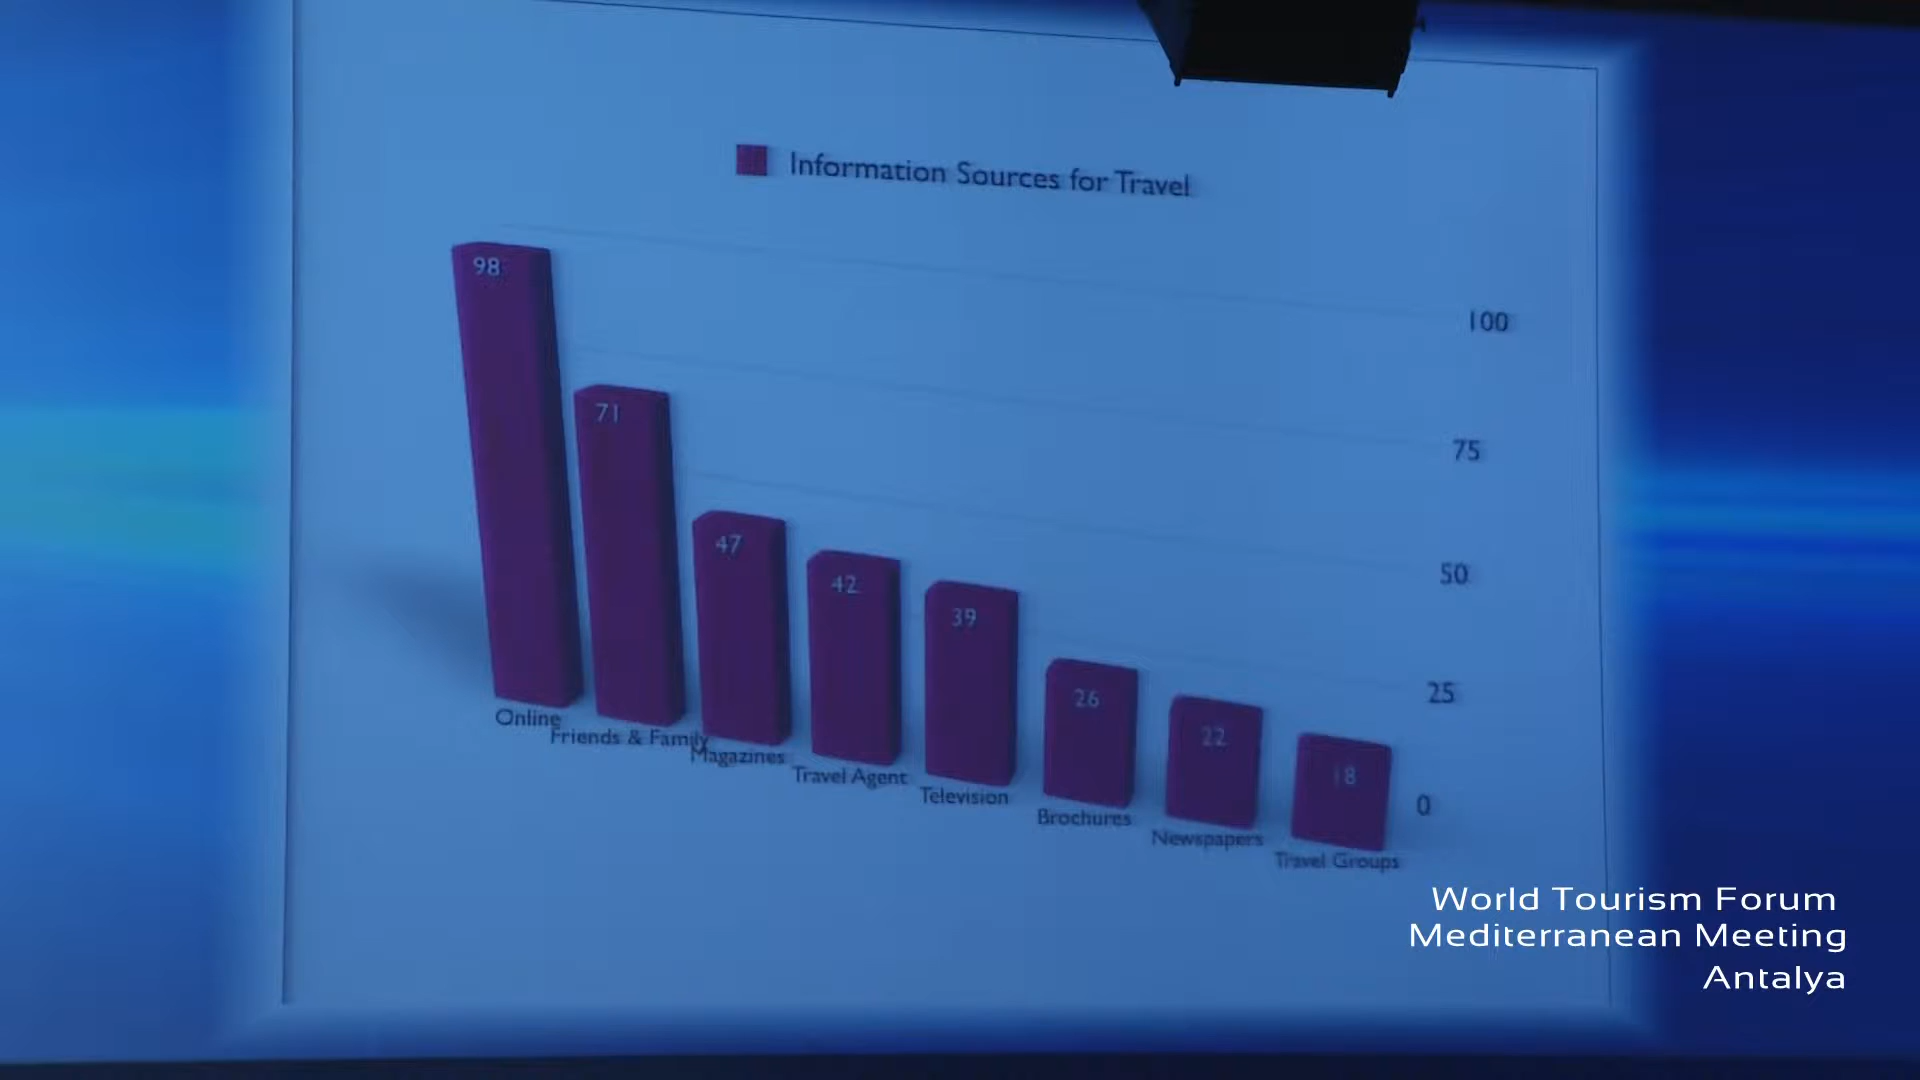 Information Sources for Travel
98
71
47
42
39
26
22
18
100
75
50
25
0
Online
Friends & Family
Magazines
Travel Agent
Television
Brochures
Newspapers
Travel Groups
World Tourism Forum
Mediterranean Meeting
Antalya